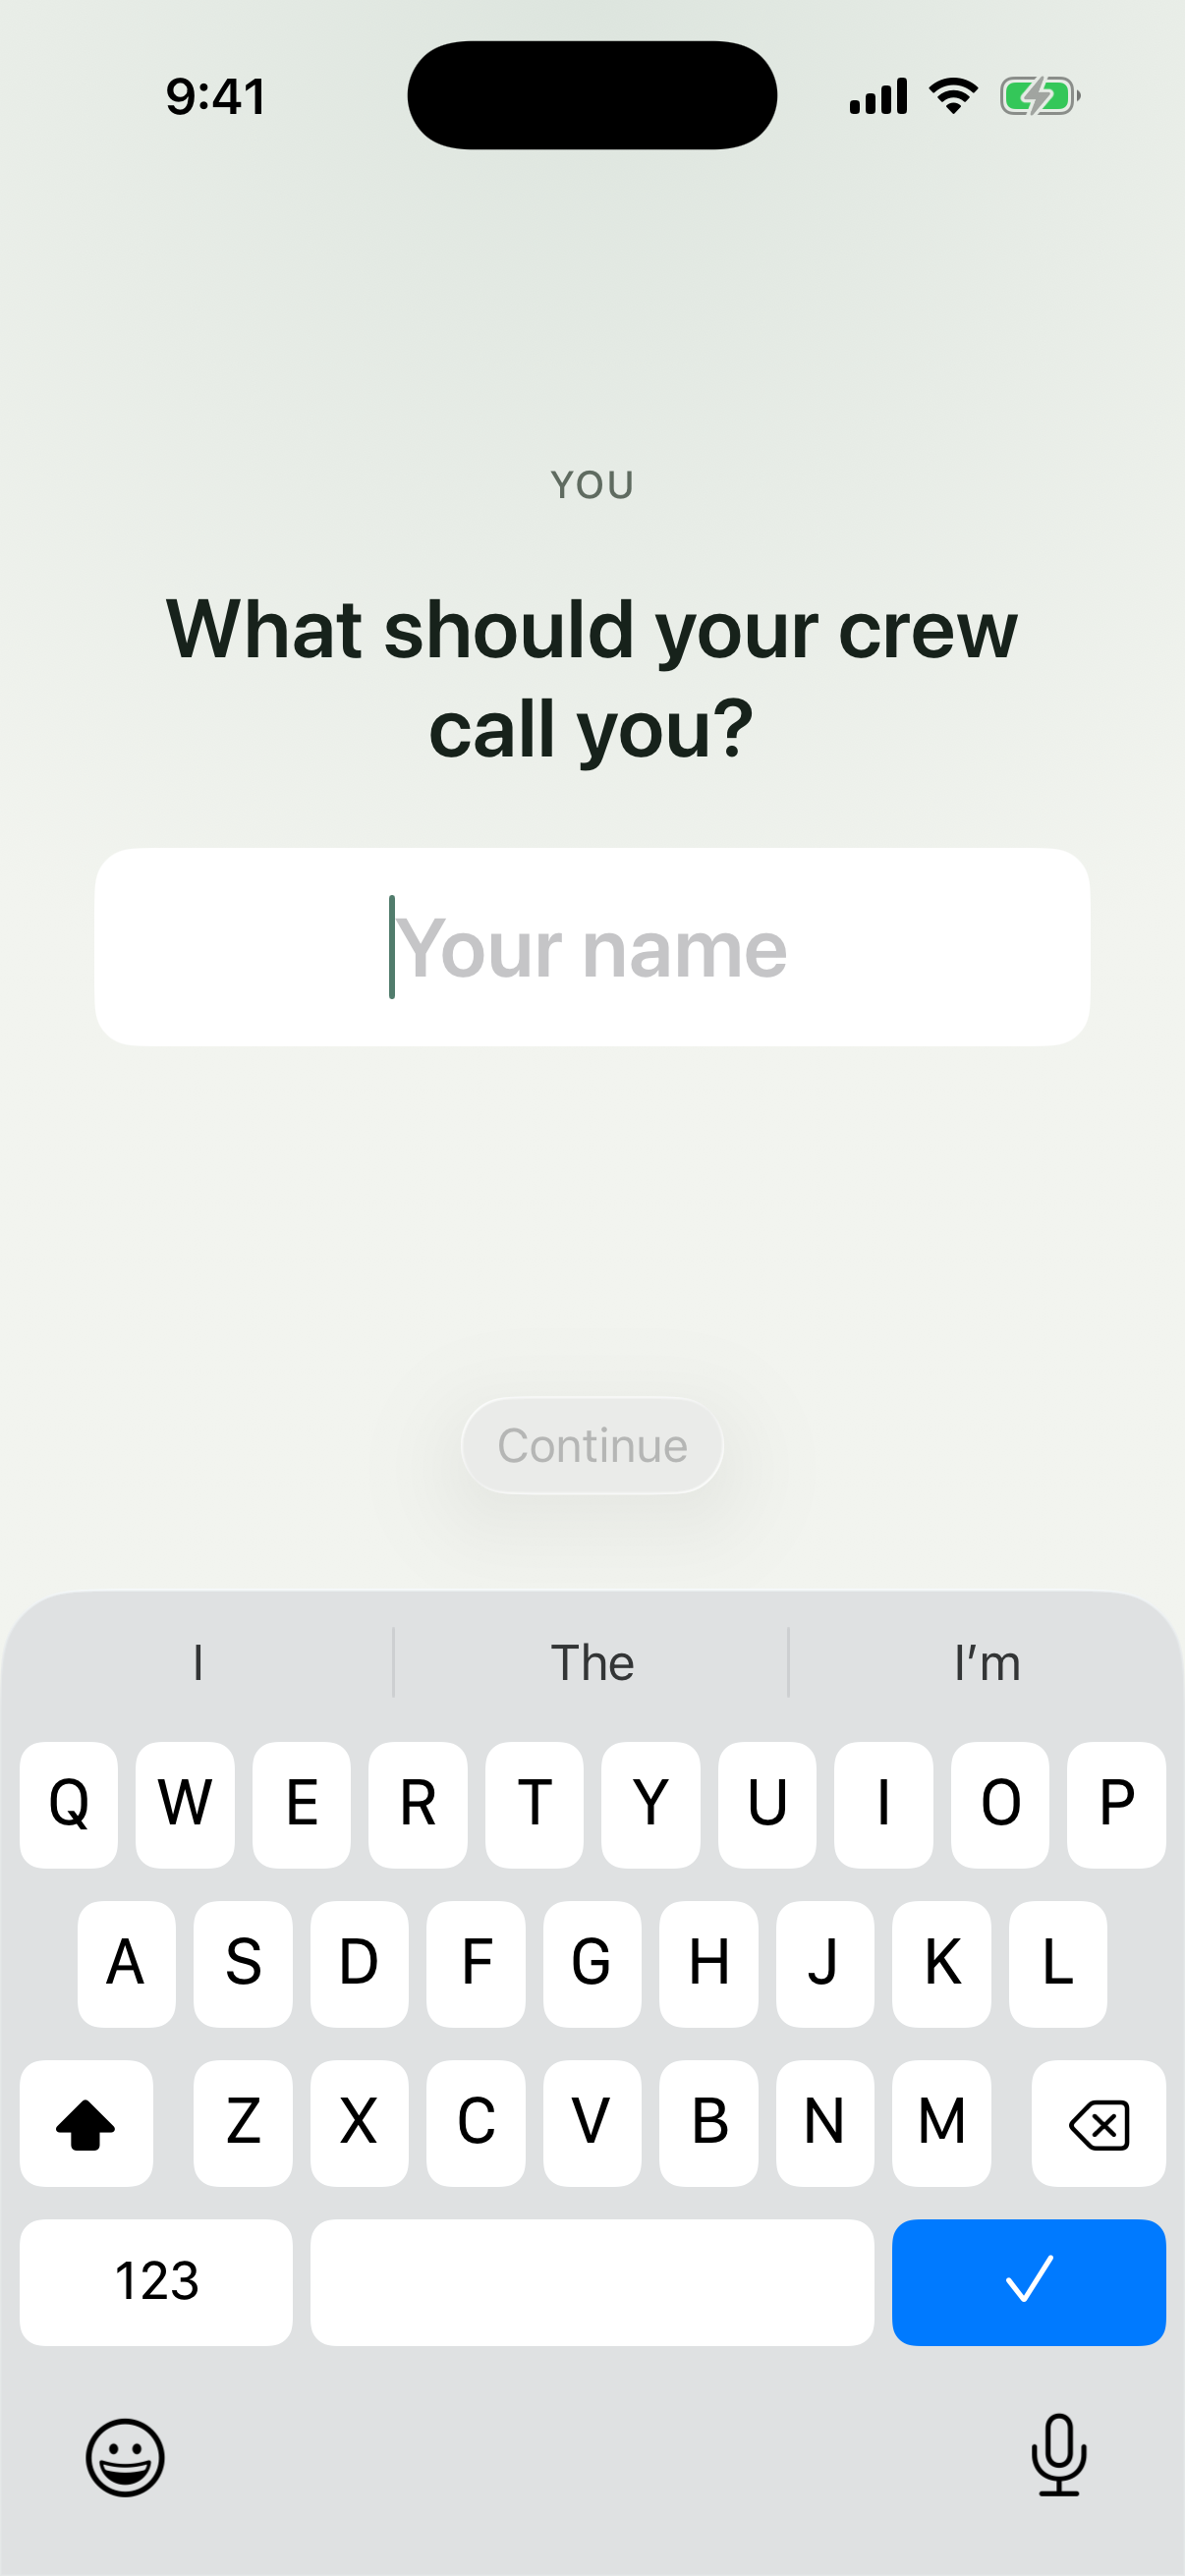 9:41
YOU
What should your crew
call you?
Your name
Continue
I The I’m
Q W E R T Y U I O P
A S D F G H J K L
Z X C V B N M
123